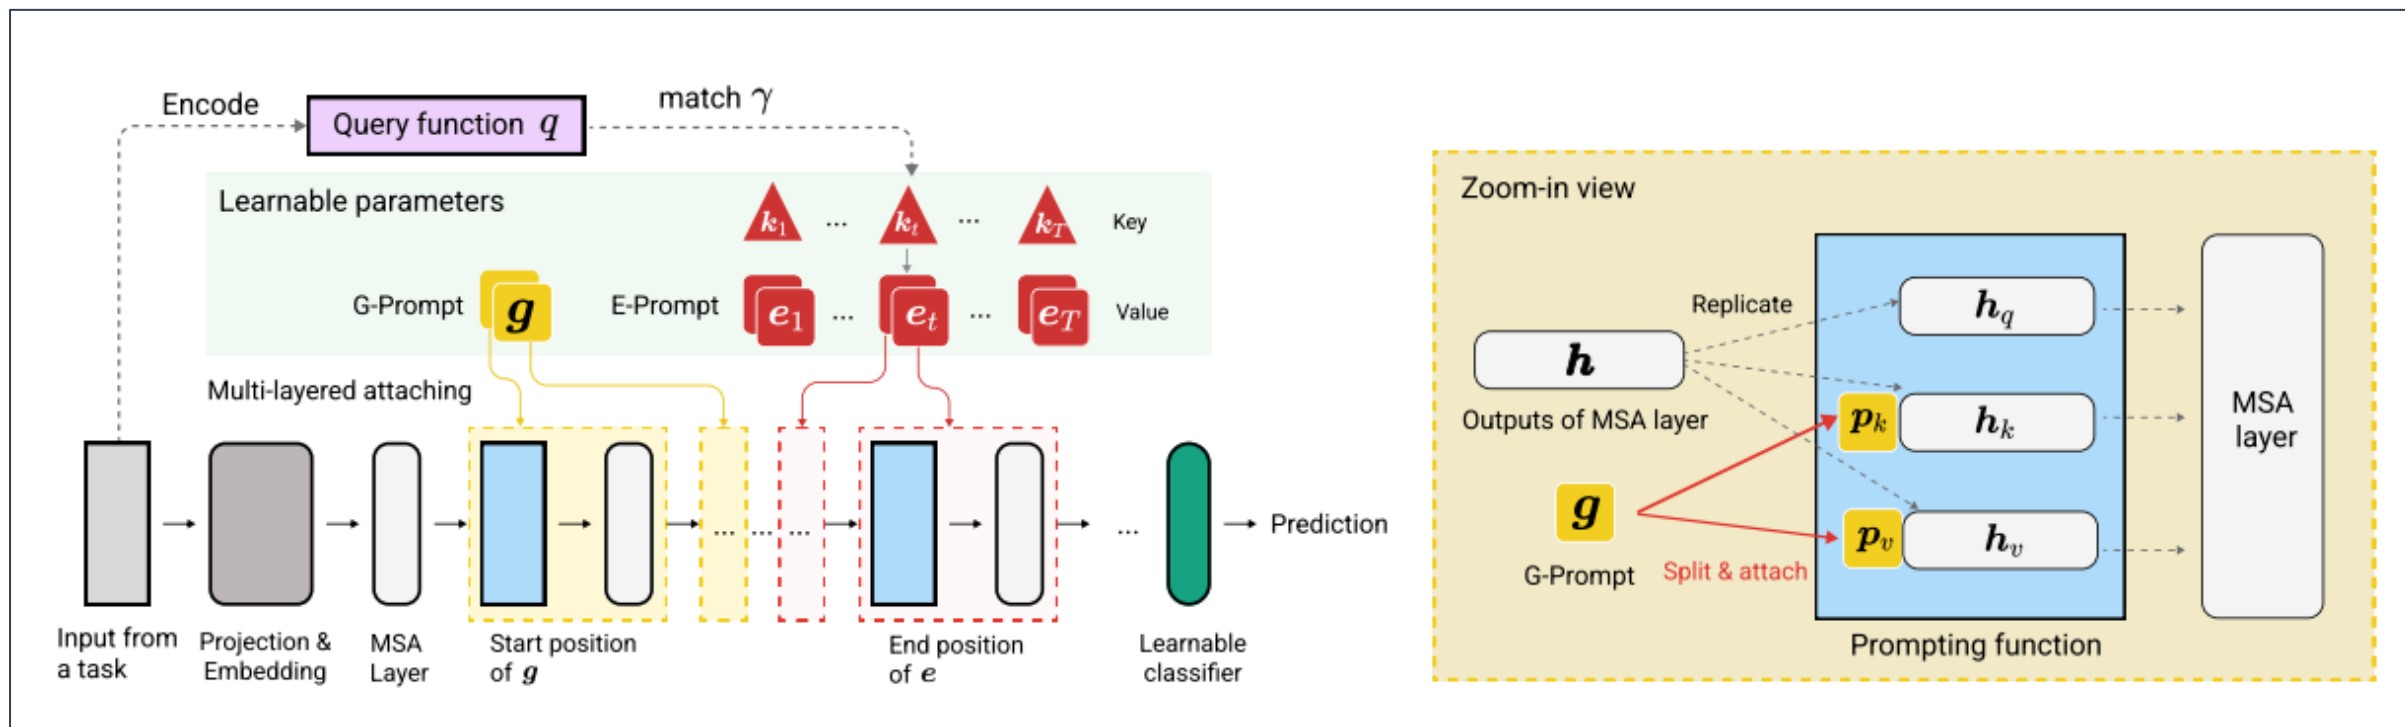 Encode
Query function q
match γ
Learnable parameters
k1 ... kt ... kT Key
G-Prompt g E-Prompt e1 ... et ... eT Value
Multi-layered attaching
... ... ... ... Prediction
Input from
a task
Projection &
Embedding
MSA
Layer
Start position
of g
End position
of e
Learnable
classifier
Zoom-in view
Replicate
h
Outputs of MSA layer
g
G-Prompt
Split & attach
hq
pk hk
pv hv
Prompting function
MSA
layer